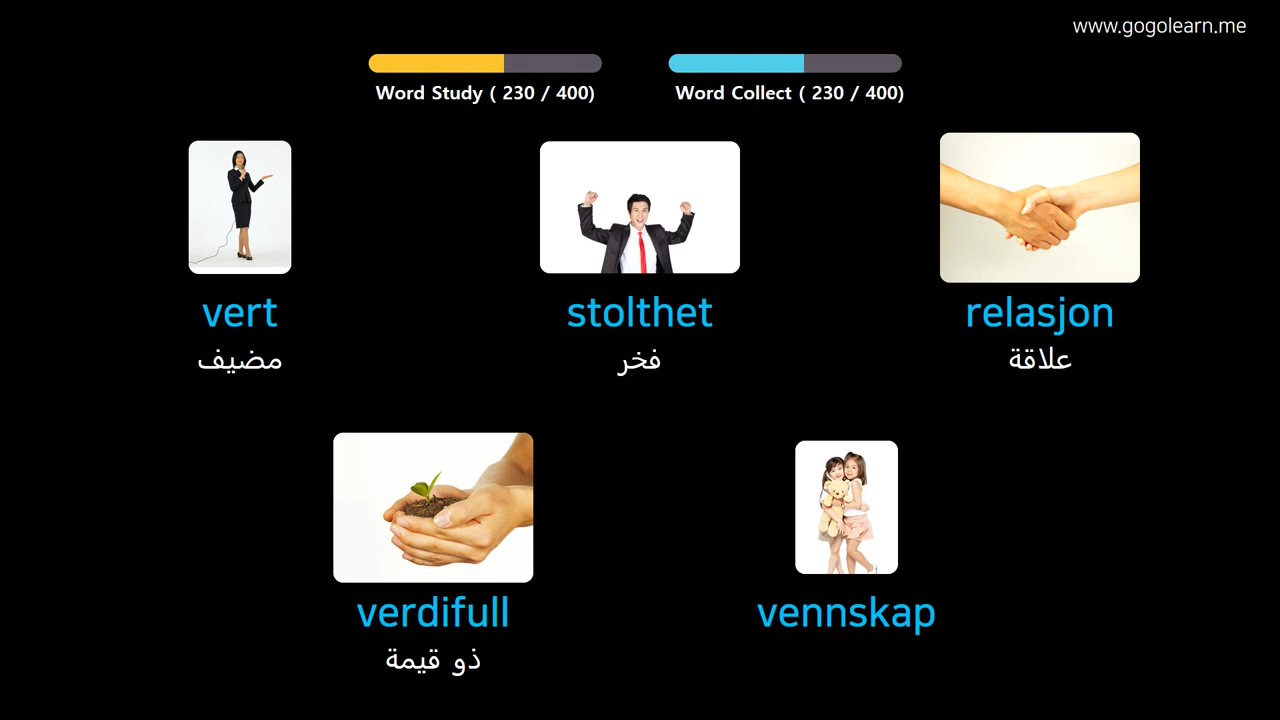 www.gogolearn.me
Word Study ( 230 / 400)
Word Collect ( 230 / 400)
vert
مضيف
stolthet
فخر
relasjon
علاقة
verdifull
ذو قيمة
vennskap